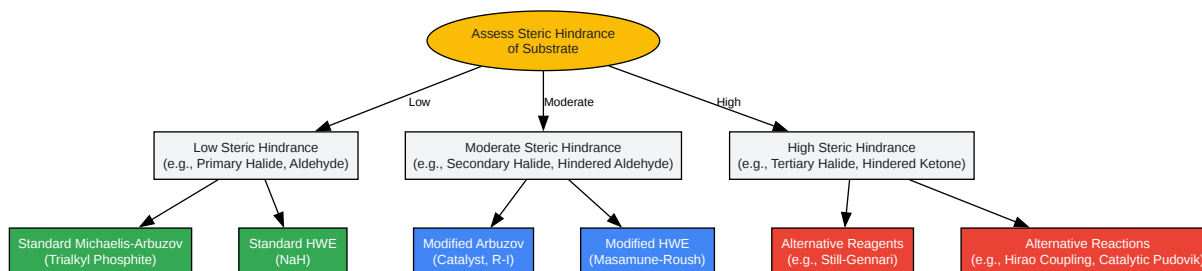 Assess Steric Hindrance
of Substrate
Low
Moderate
High
Low Steric Hindrance
(e.g., Primary Halide, Aldehyde)
Moderate Steric Hindrance
(e.g., Secondary Halide, Hindered Aldehyde)
High Steric Hindrance
(e.g., Tertiary Halide, Hindered Ketone)
Standard Michaelis-Arbuzov
(Trialkyl Phosphite)
Standard HWE
(NaH)
Modified Arbuzov
(Catalyst, R-I)
Modified HWE
(Masamune-Roush)
Alternative Reagents
(e.g., Still-Gennari)
Alternative Reactions
(e.g., Hirao Coupling, Catalytic Pudovik)